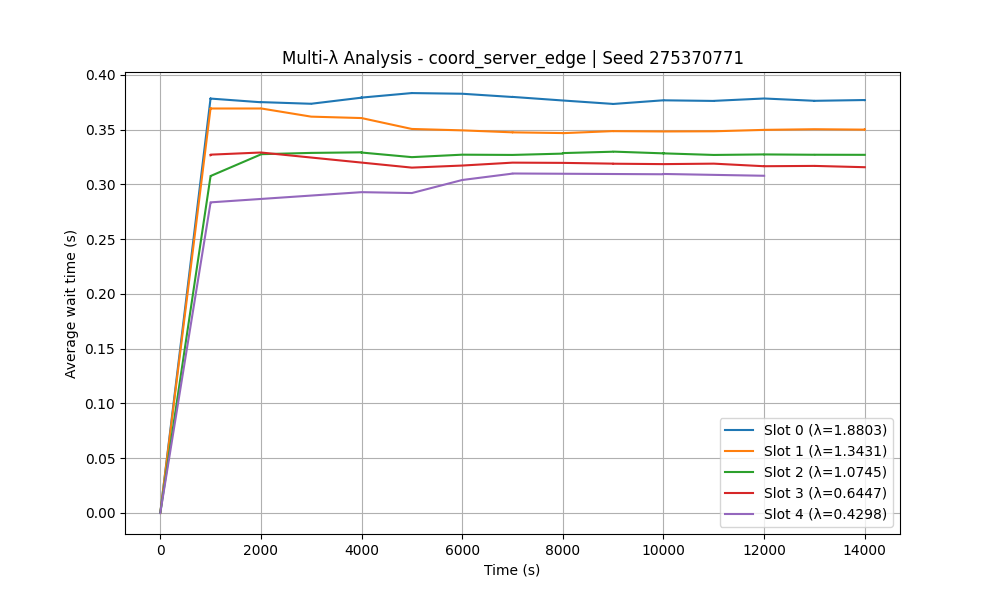 Multi-λ Analysis - coord_server_edge | Seed 275370771
Average wait time (s)
0.40
0.35
0.30
0.25
0.20
0.15
0.10
0.05
0.00
Slot 0 (λ=1.8803)
Slot 1 (λ=1.3431)
Slot 2 (λ=1.0745)
Slot 3 (λ=0.6447)
Slot 4 (λ=0.4298)
0 2000 4000 6000 8000 10000 12000 14000
Time (s)